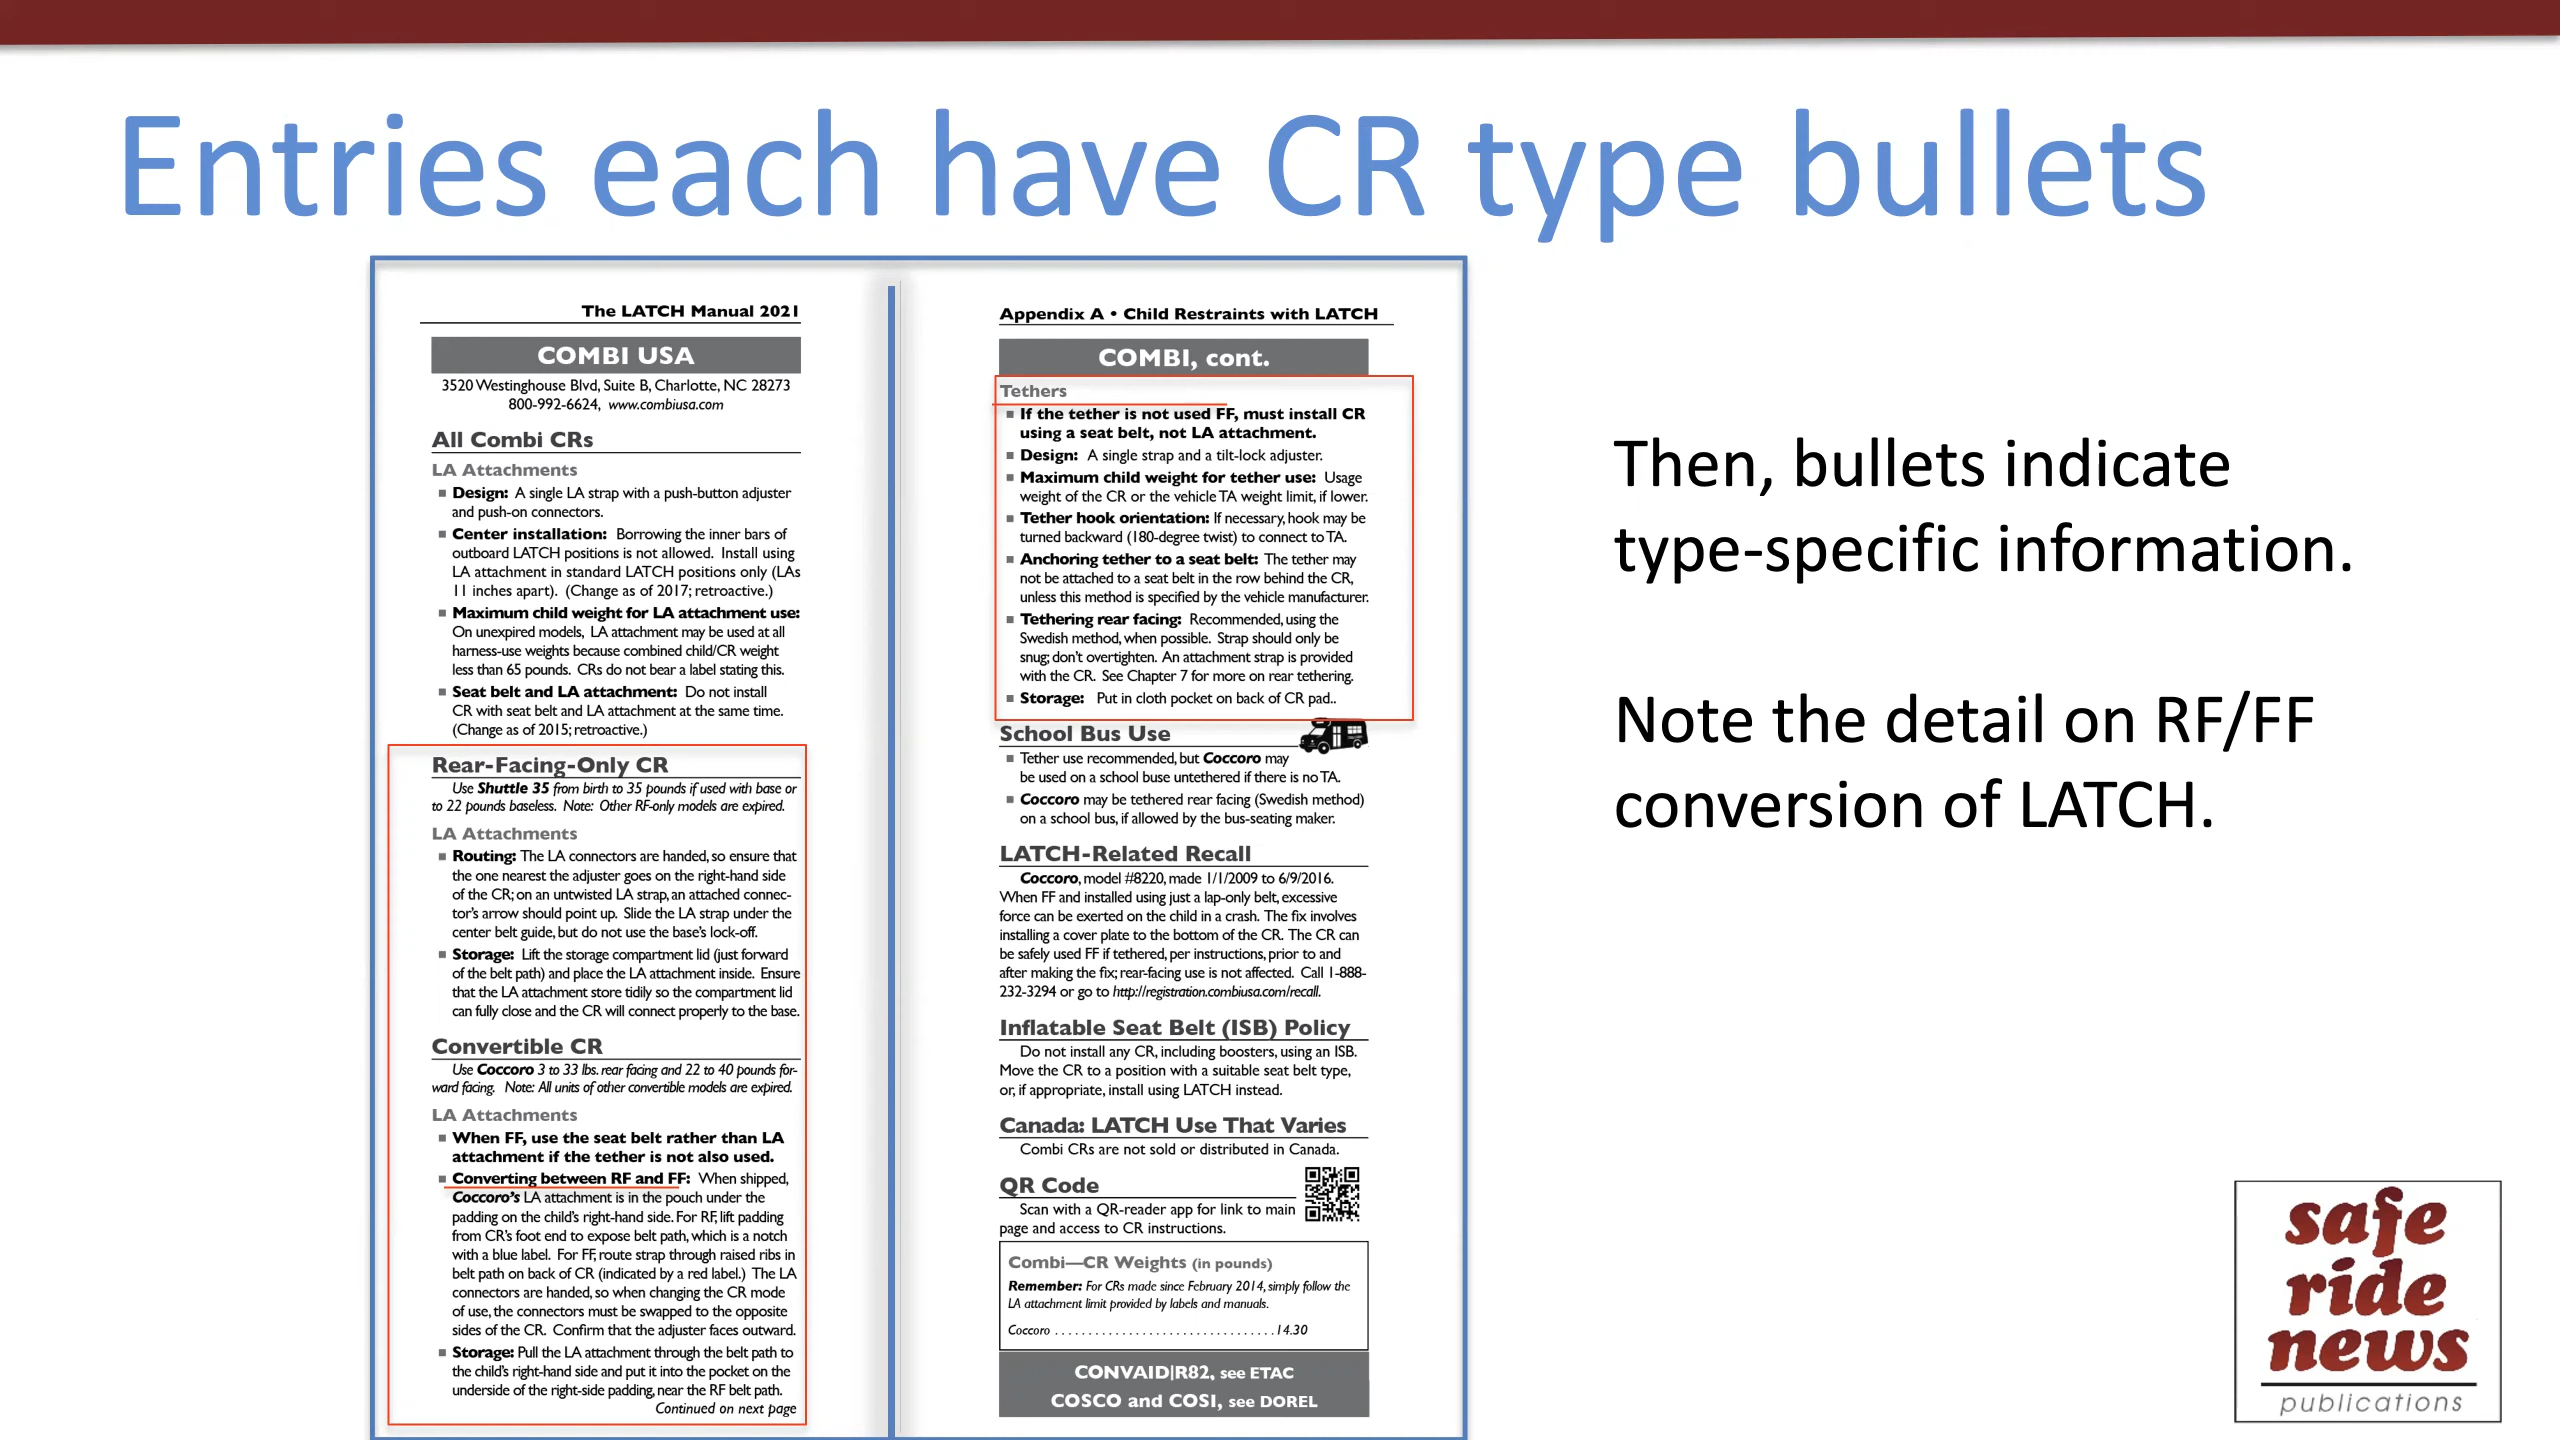 Entries each have CR type bullets
The LATCH Manual 2021
COMBI USA
3520 Westinghouse Blvd, Suite B, Charlotte, NC 28273
800-992-6624, www.combiusa.com
All Combi CRs
LA Attachments
■ Design: A single LA strap with a push-button adjuster
and push-on connectors.
■ Center installation: Borrowing the inner bars of
outboard LATCH positions is not allowed. Install using
LA attachment in standard LATCH positions only (LAs
11 inches apart). (Change as of 2017; retroactive.)
■ Maximum child weight for LA attachment use:
On unexpired models, LA attachment may be used at all
harness-use weights because combined child/CR weight
less than 65 pounds. CRs do not bear a label stating this.
■ Seat belt and LA attachment: Do not install
CR with seat belt and LA attachment at the same time.
(Change as of 2015; retroactive.)
Rear-Facing-Only CR
Use Shuttle 35 from birth to 35 pounds if used with base or
to 22 pounds baseless. Note: Other RF-only models are expired.
LA Attachments
■ Routing: The LA connectors are handed, so ensure that
the one nearest the adjuster goes on the right-hand side
of the CR; on an untwisted LA strap, an attached connec-
tor's arrow should point up. Slide the LA strap under the
center belt guide, but do not use the base's lock-off.
■ Storage: Lift the storage compartment lid (just forward
of the belt path) and place the LA attachment inside. Ensure
that the LA attachment store tidily so the compartment lid
can fully close and the CR will connect properly to the base.
Convertible CR
Use Coccoro 3 to 33 lbs. rear facing and 22 to 40 pounds for-
ward facing. Note: All units of other convertible models are expired.
LA Attachments
■ When FF, use the seat belt rather than LA
attachment if the tether is not also used.
■ Converting between RF and FF: When shipped,
Coccoro's LA attachment is in the pouch under the
padding on the child's right-hand side. For RF, lift padding
from CR's foot end to expose belt path, which is a notch
with a blue label. For FF, route strap through raised ribs in
belt path on back of CR (indicated by a red label.) The LA
connectors are handed, so when changing the CR mode
of use, the connectors must be swapped to the opposite
sides of the CR. Confirm that the adjuster faces outward.
■ Storage: Pull the LA attachment through the belt path to
the child's right-hand side and put it into the pocket on the
underside of the right-side padding, near the RF belt path.
Continued on next page
Appendix A • Child Restraints with LATCH
COMBI, cont.
Tethers
■ If the tether is not used FF, must install CR
using a seat belt, not LA attachment.
■ Design: A single strap and a tilt-lock adjuster.
■ Maximum child weight for tether use: Usage
weight of the CR or the vehicle TA weight limit, if lower.
■ Tether hook orientation: If necessary, hook may be
turned backward (180-degree twist) to connect to TA.
■ Anchoring tether to a seat belt: The tether may
not be attached to a seat belt in the row behind the CR,
unless this method is specified by the vehicle manufacturer.
■ Tethering rear facing: Recommended, using the
Swedish method, when possible. Strap should only be
snug; don't overtighten. An attachment strap is provided
with the CR. See Chapter 7 for more on rear tethering.
■ Storage: Put in cloth pocket on back of CR pad..
School Bus Use
■ Tether use recommended, but Coccoro may
be used on a school buse untethered if there is no TA.
■ Coccoro may be tethered rear facing (Swedish method)
on a school bus, if allowed by the bus-seating maker.
LATCH-Related Recall
Coccoro, model #8220, made 1/1/2009 to 6/9/2016.
When FF and installed using just a lap-only belt, excessive
force can be exerted on the child in a crash. The fix involves
installing a cover plate to the bottom of the CR. The CR can
be safely used FF if tethered, per instructions, prior to and
after making the fix; rear-facing use is not affected. Call 1-888-
232-3294 or go to http://registration.combiusa.com/recall.
Inflatable Seat Belt (ISB) Policy
Do not install any CR, including boosters, using an ISB.
Move the CR to a position with a suitable seat belt type,
or, if appropriate, install using LATCH instead.
Canada: LATCH Use That Varies
Combi CRs are not sold or distributed in Canada.
QR Code
Scan with a QR-reader app for link to main
page and access to CR instructions.
Combi—CR Weights (in pounds)
Remember: For CRs made since February 2014, simply follow the
LA attachment limit provided by labels and manuals.
Coccoro . . . . . . . . . . . . . . . . . . . . . . . . . . . . . . . . .14.30
CONVAID|R82, see ETAC
COSCO and COSI, see DOREL
Then, bullets indicate
type-specific information.
Note the detail on RF/FF
conversion of LATCH.
safe
ride
news
publications